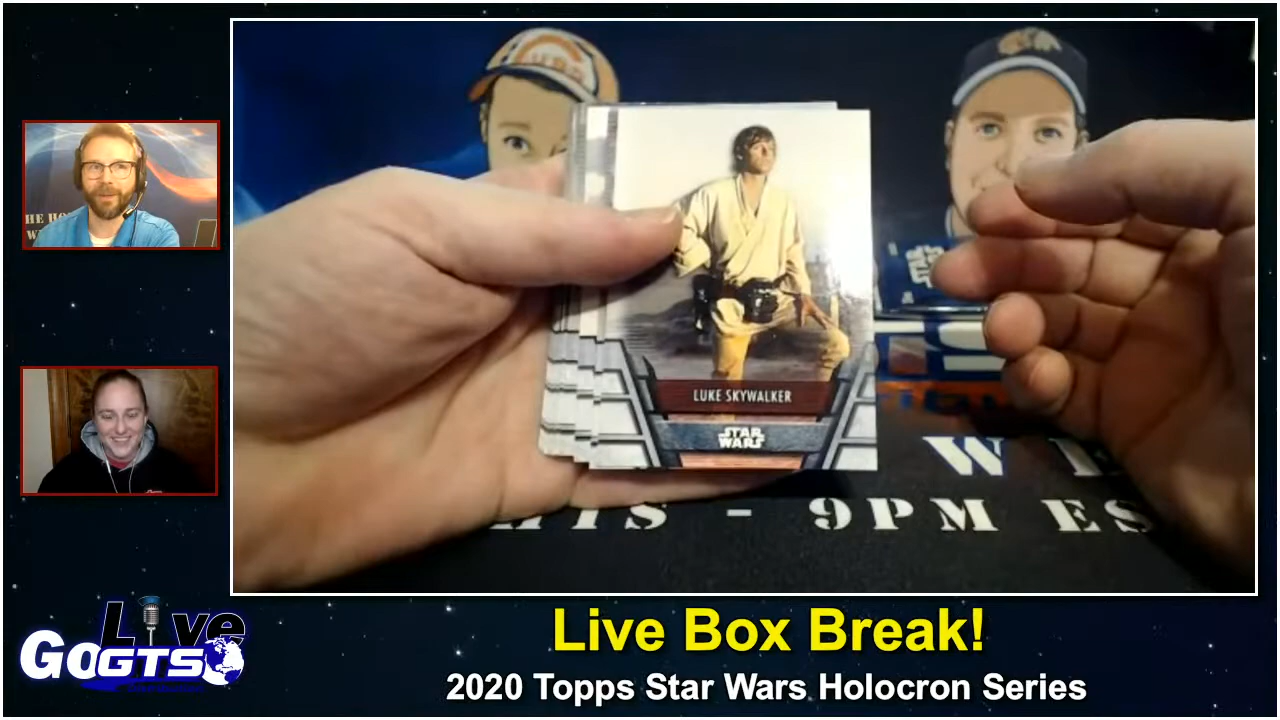 LUKE SKYWALKER
STAR
WARS
- 9PM ES
Live
GOGTS
Live Box Break!
2020 Topps Star Wars Holocron Series